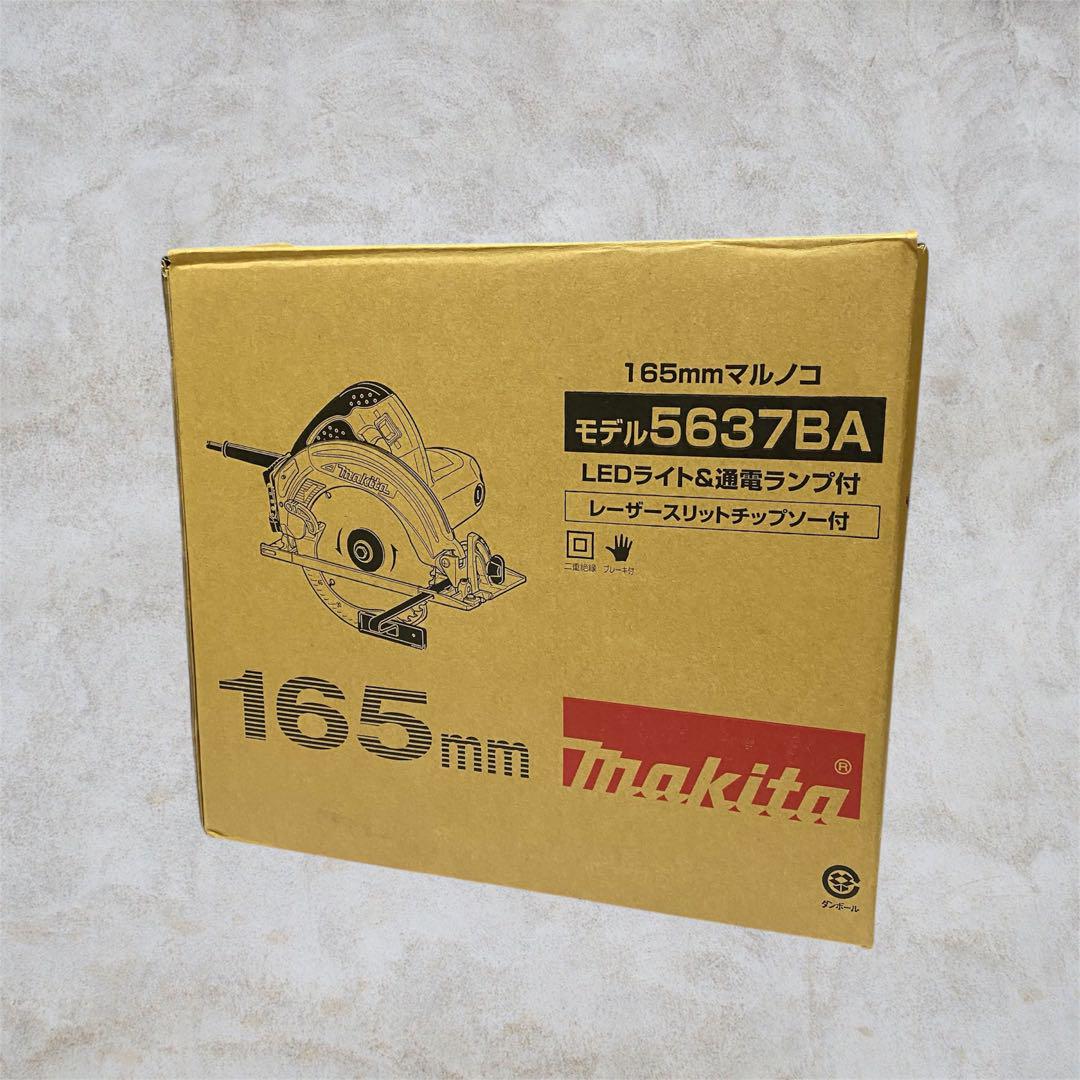 165mmマルノコ
モデル5637BA
LEDライト&通電ランプ付
レーザースリットチップソー付
二重絶縁 ブレーキ付
makita
165mm
makita®
ダンボール